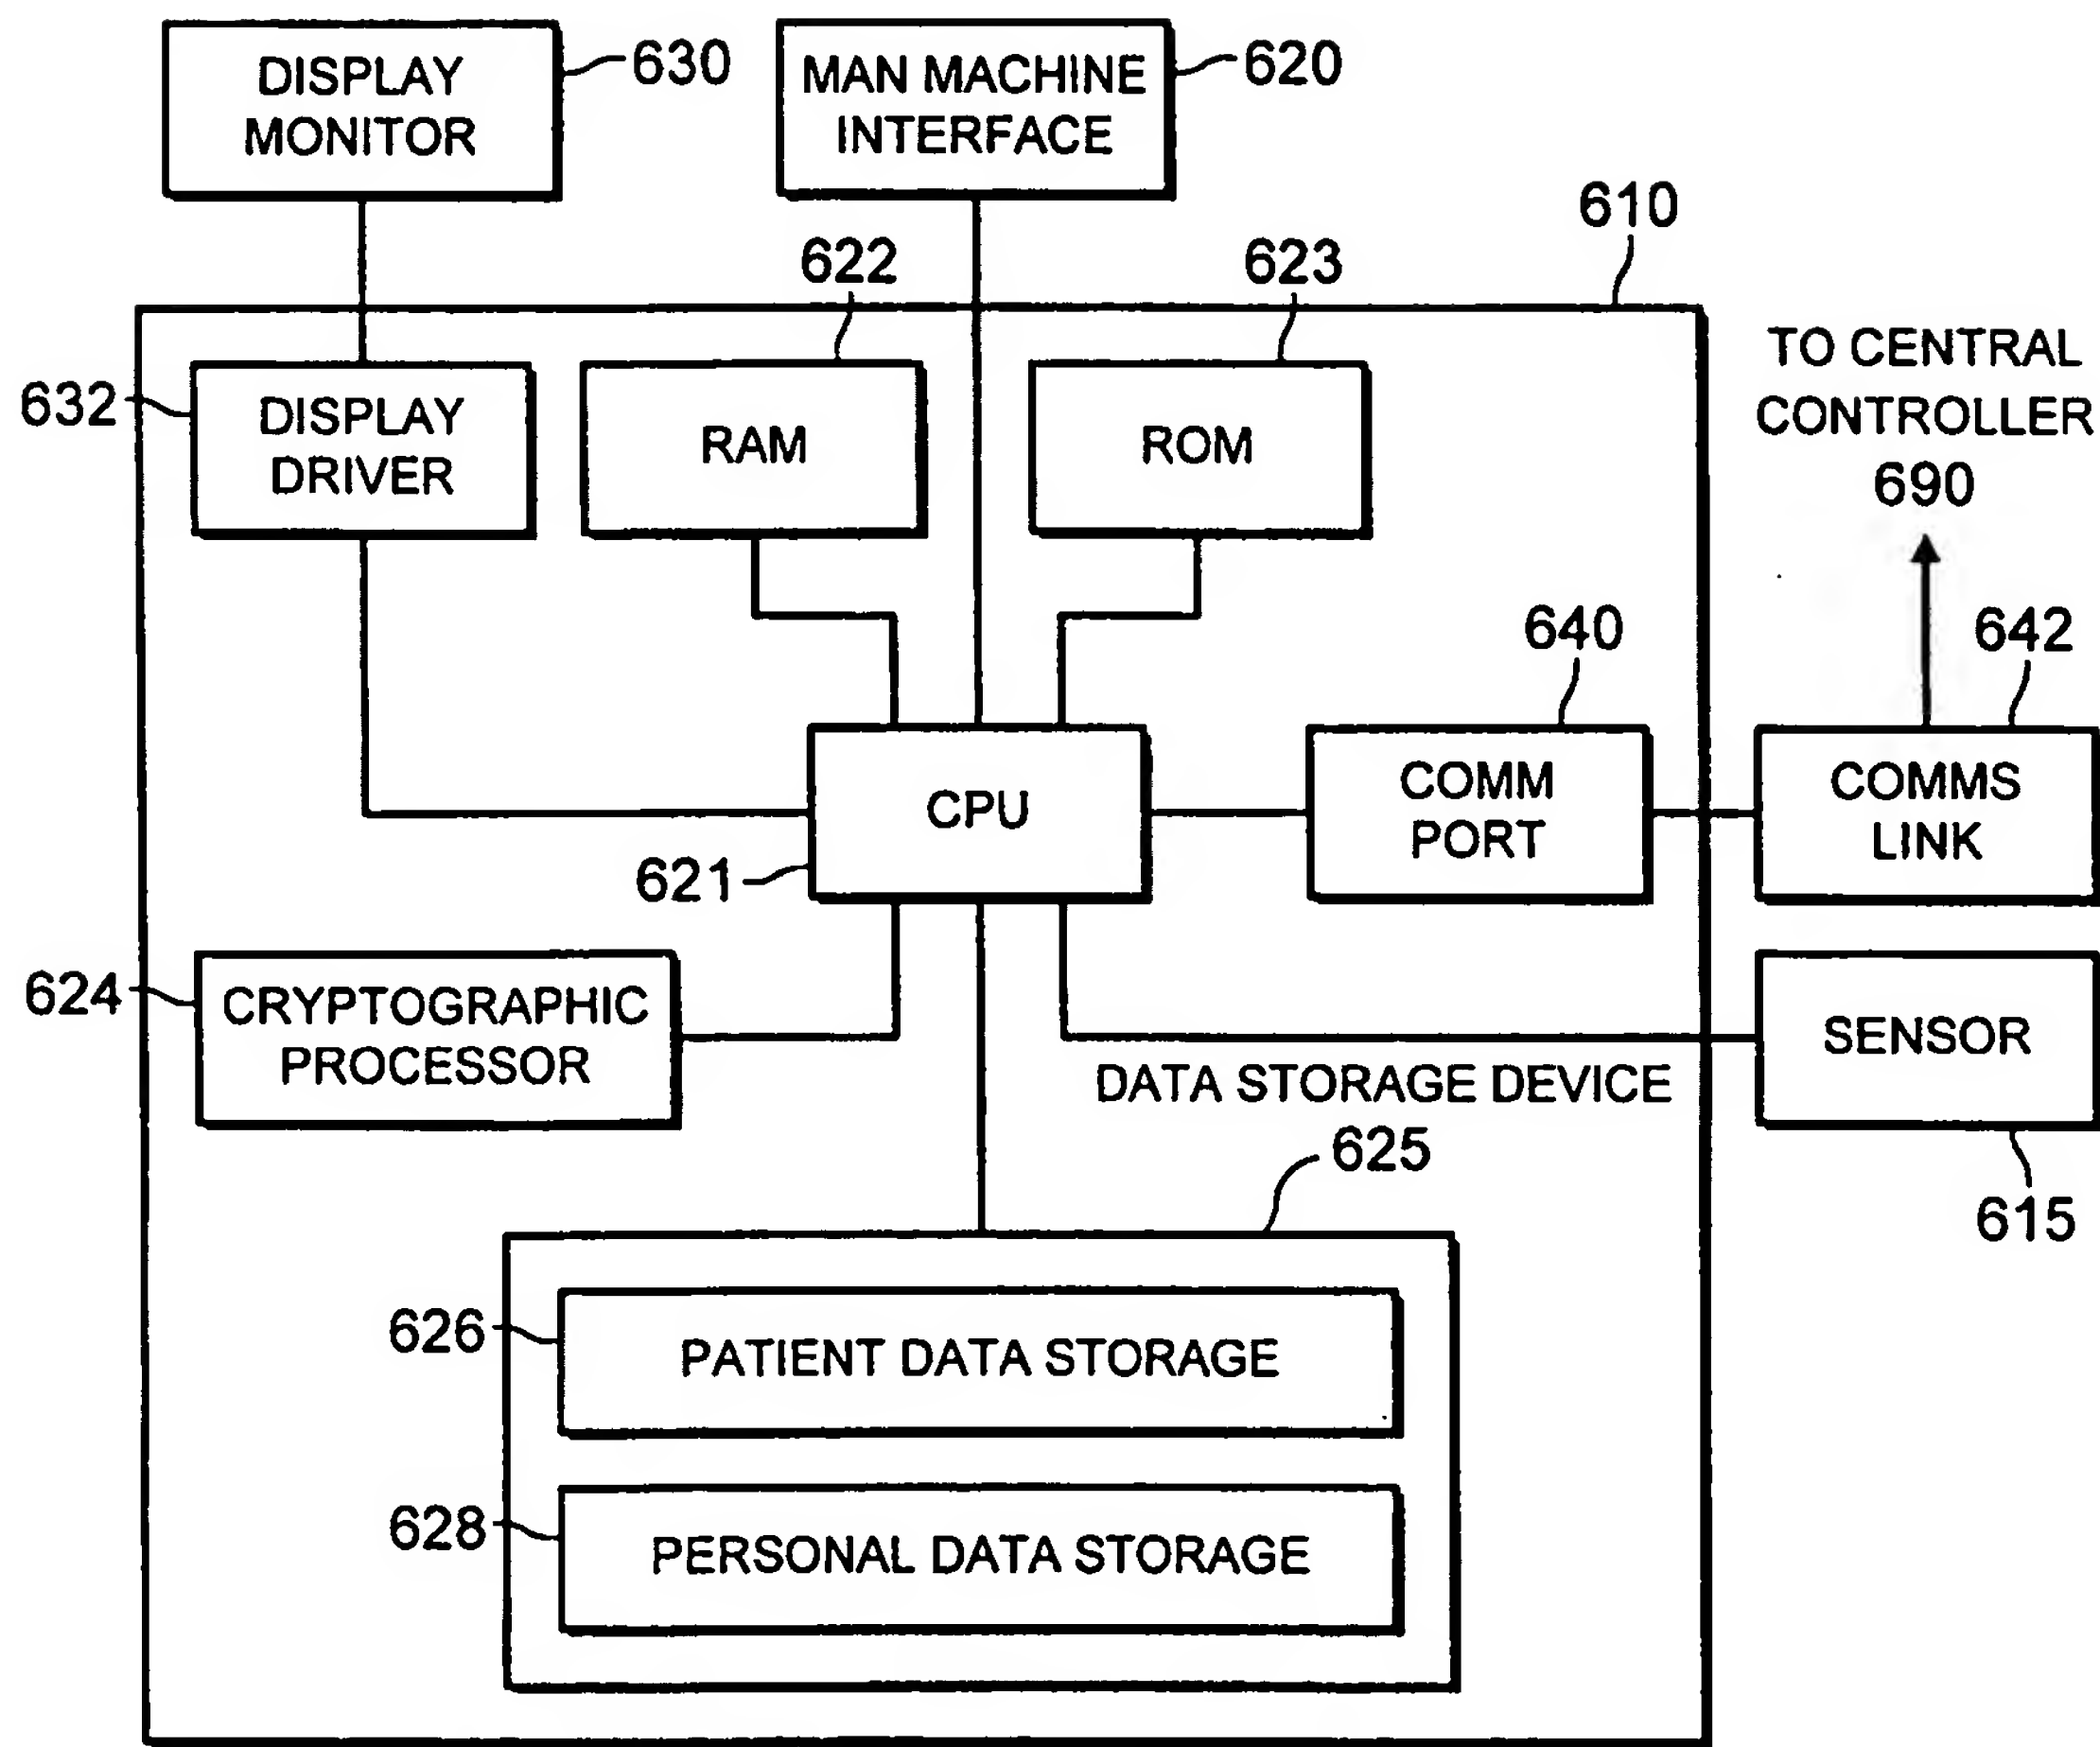 DISPLAY
MONITOR
630
MAN MACHINE
INTERFACE
620
610
622
623
TO CENTRAL
CONTROLLER
690
632
DISPLAY
DRIVER
RAM
ROM
640
642
CPU
621
COMM
PORT
COMMS
LINK
624
CRYPTOGRAPHIC
PROCESSOR
SENSOR
615
DATA STORAGE DEVICE
625
626
PATIENT DATA STORAGE
628
PERSONAL DATA STORAGE